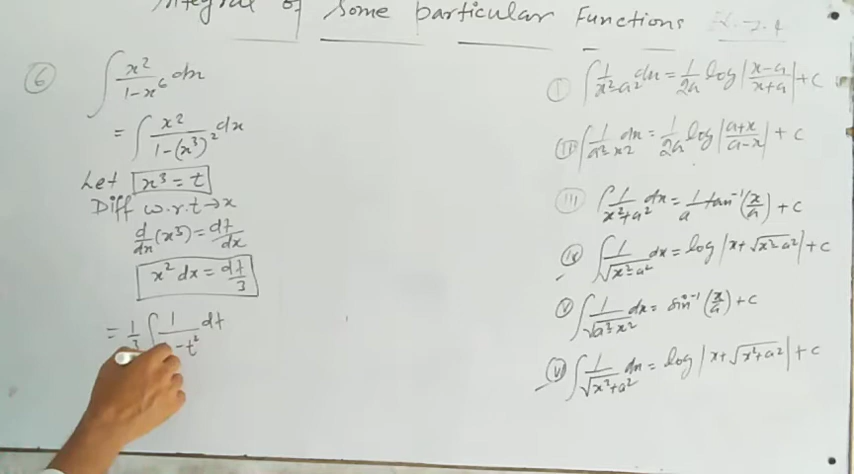 Integral of Some particular Functions
⑥ ∫ x²/(1-x⁶) dx
= ∫ x²/(1-(x³)²) dx
Let x³ = t
Diff w.r.t → x
d/dx (x³) = dt/dx
x² dx = dt/3
= 1/3 ∫ 1/( -t²) dt
Ⓘ ∫ 1/(x²-a²) dx = 1/2a log |(x-a)/(x+a)| + c
ⓘⓘ ∫ 1/(a²-x²) dx = 1/2a log |(a+x)/(a-x)| + c
ⓘⓘⓘ ∫ 1/(x²+a²) dx = 1/a tan⁻¹(x/a) + c
ⓘⓥ ∫ 1/√(x²-a²) dx = log |x+√(x²-a²)| + c
ⓥ ∫ 1/√(a²-x²) dx = sin⁻¹(x/a) + c
ⓥⓘ ∫ 1/√(x²+a²) dx = log |x+√(x²+a²)| + c